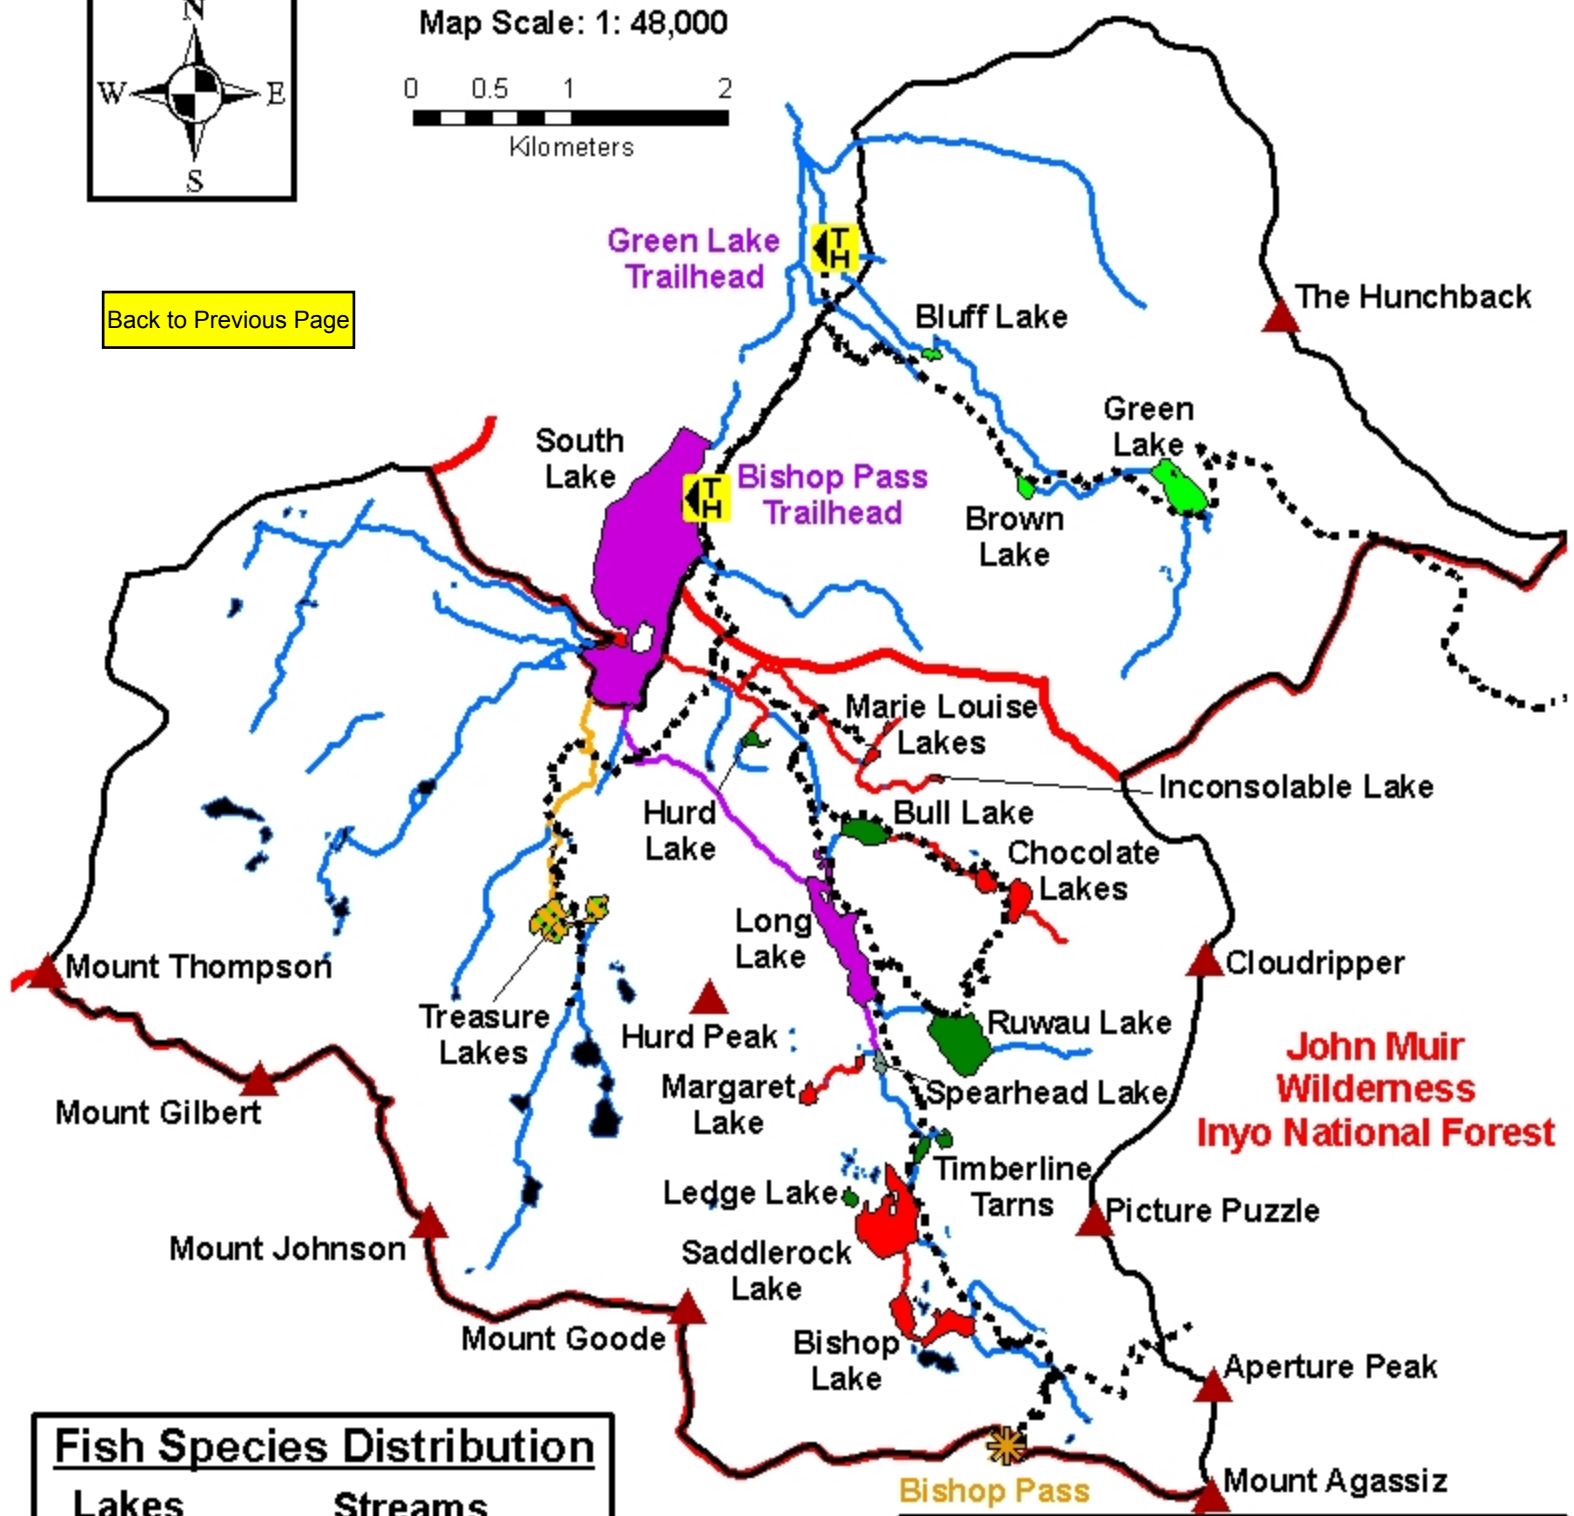 N
W
E
S
Map Scale: 1: 48,000
0 0.5 1 2
Kilometers
Back to Previous Page
Green Lake
Trailhead
T
H
Bluff Lake
The Hunchback
Green
Lake
South
Lake
Bishop Pass
Trailhead
T
H
Brown
Lake
Marie Louise
Lakes
Inconsolable Lake
Hurd
Lake
Bull Lake
Chocolate
Lakes
Long
Lake
Mount Thompson
Cloudripper
Treasure
Lakes
Hurd Peak
Ruwau Lake
John Muir
Wilderness
Inyo National Forest
Margaret
Lake
Spearhead Lake
Mount Gilbert
Timberline
Tarns
Ledge Lake
Picture Puzzle
Mount Johnson
Saddlerock
Lake
Mount Goode
Bishop
Lake
Aperture Peak
Bishop Pass
Mount Agassiz
Fish Species Distribution
Lakes Streams